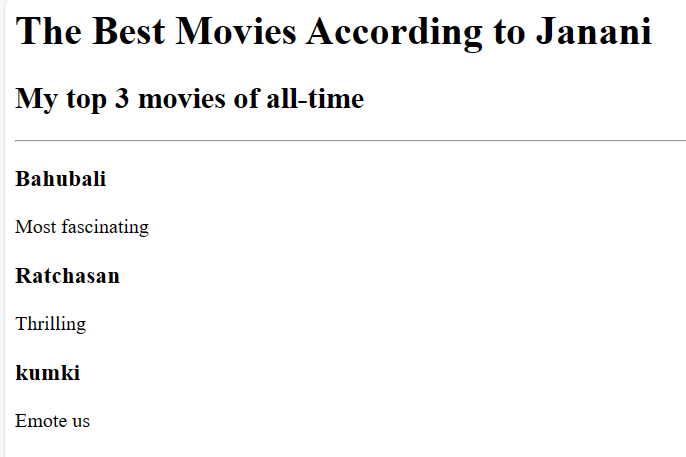 The Best Movies According to Janani
My top 3 movies of all-time
Bahubali
Most fascinating
Ratchasan
Thrilling
kumki
Emote us